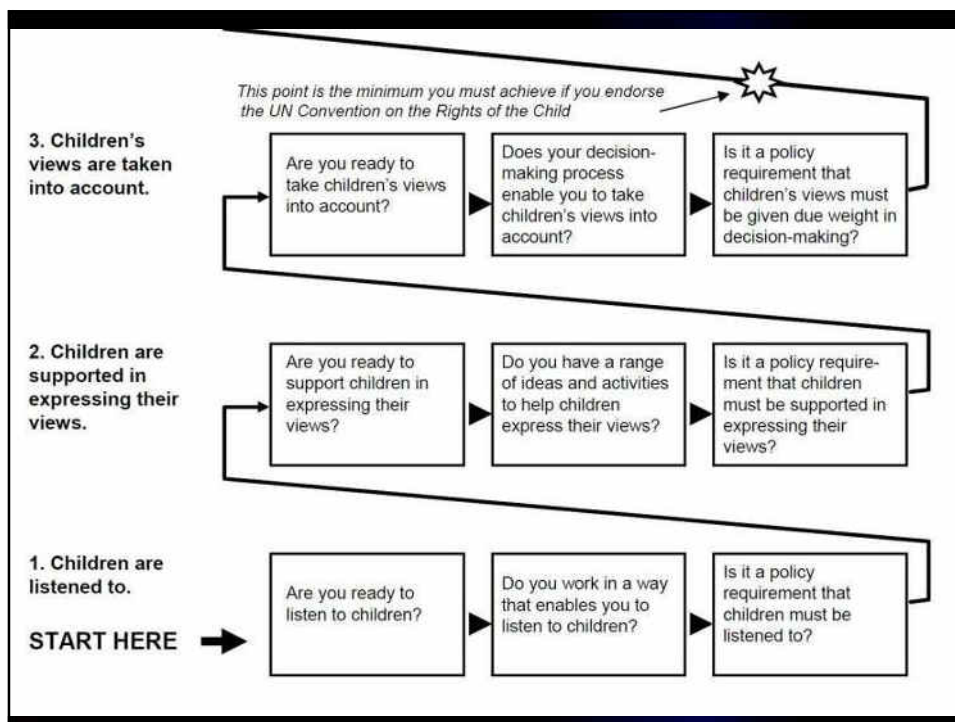 This point is the minimum you must achieve if you endorse
the UN Convention on the Rights of the Child
3. Children's
views are taken
into account.
Are you ready to
take children's views
into account?
Does your decision-
making process
enable you to take
children's views into
account?
Is it a policy
requirement that
children's views must
be given due weight in
decision-making?
2. Children are
supported in
expressing their
views.
Are you ready to
support children in
expressing their
views?
Do you have a range
of ideas and activities
to help children
express their views?
Is it a policy require-
ment that children
must be supported in
expressing their
views?
1. Children are
listened to.
START HERE
Are you ready to
listen to children?
Do you work in a way
that enables you to
listen to children?
Is it a policy
requirement that
children must be
listened to?